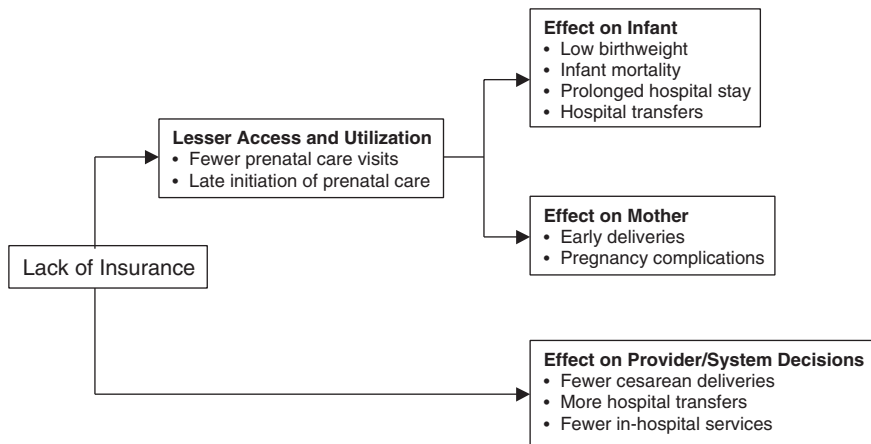 Effect on Infant
• Low birthweight
• Infant mortality
• Prolonged hospital stay
• Hospital transfers
Lesser Access and Utilization
• Fewer prenatal care visits
• Late initiation of prenatal care
Effect on Mother
• Early deliveries
• Pregnancy complications
Lack of Insurance
Effect on Provider/System Decisions
• Fewer cesarean deliveries
• More hospital transfers
• Fewer in-hospital services